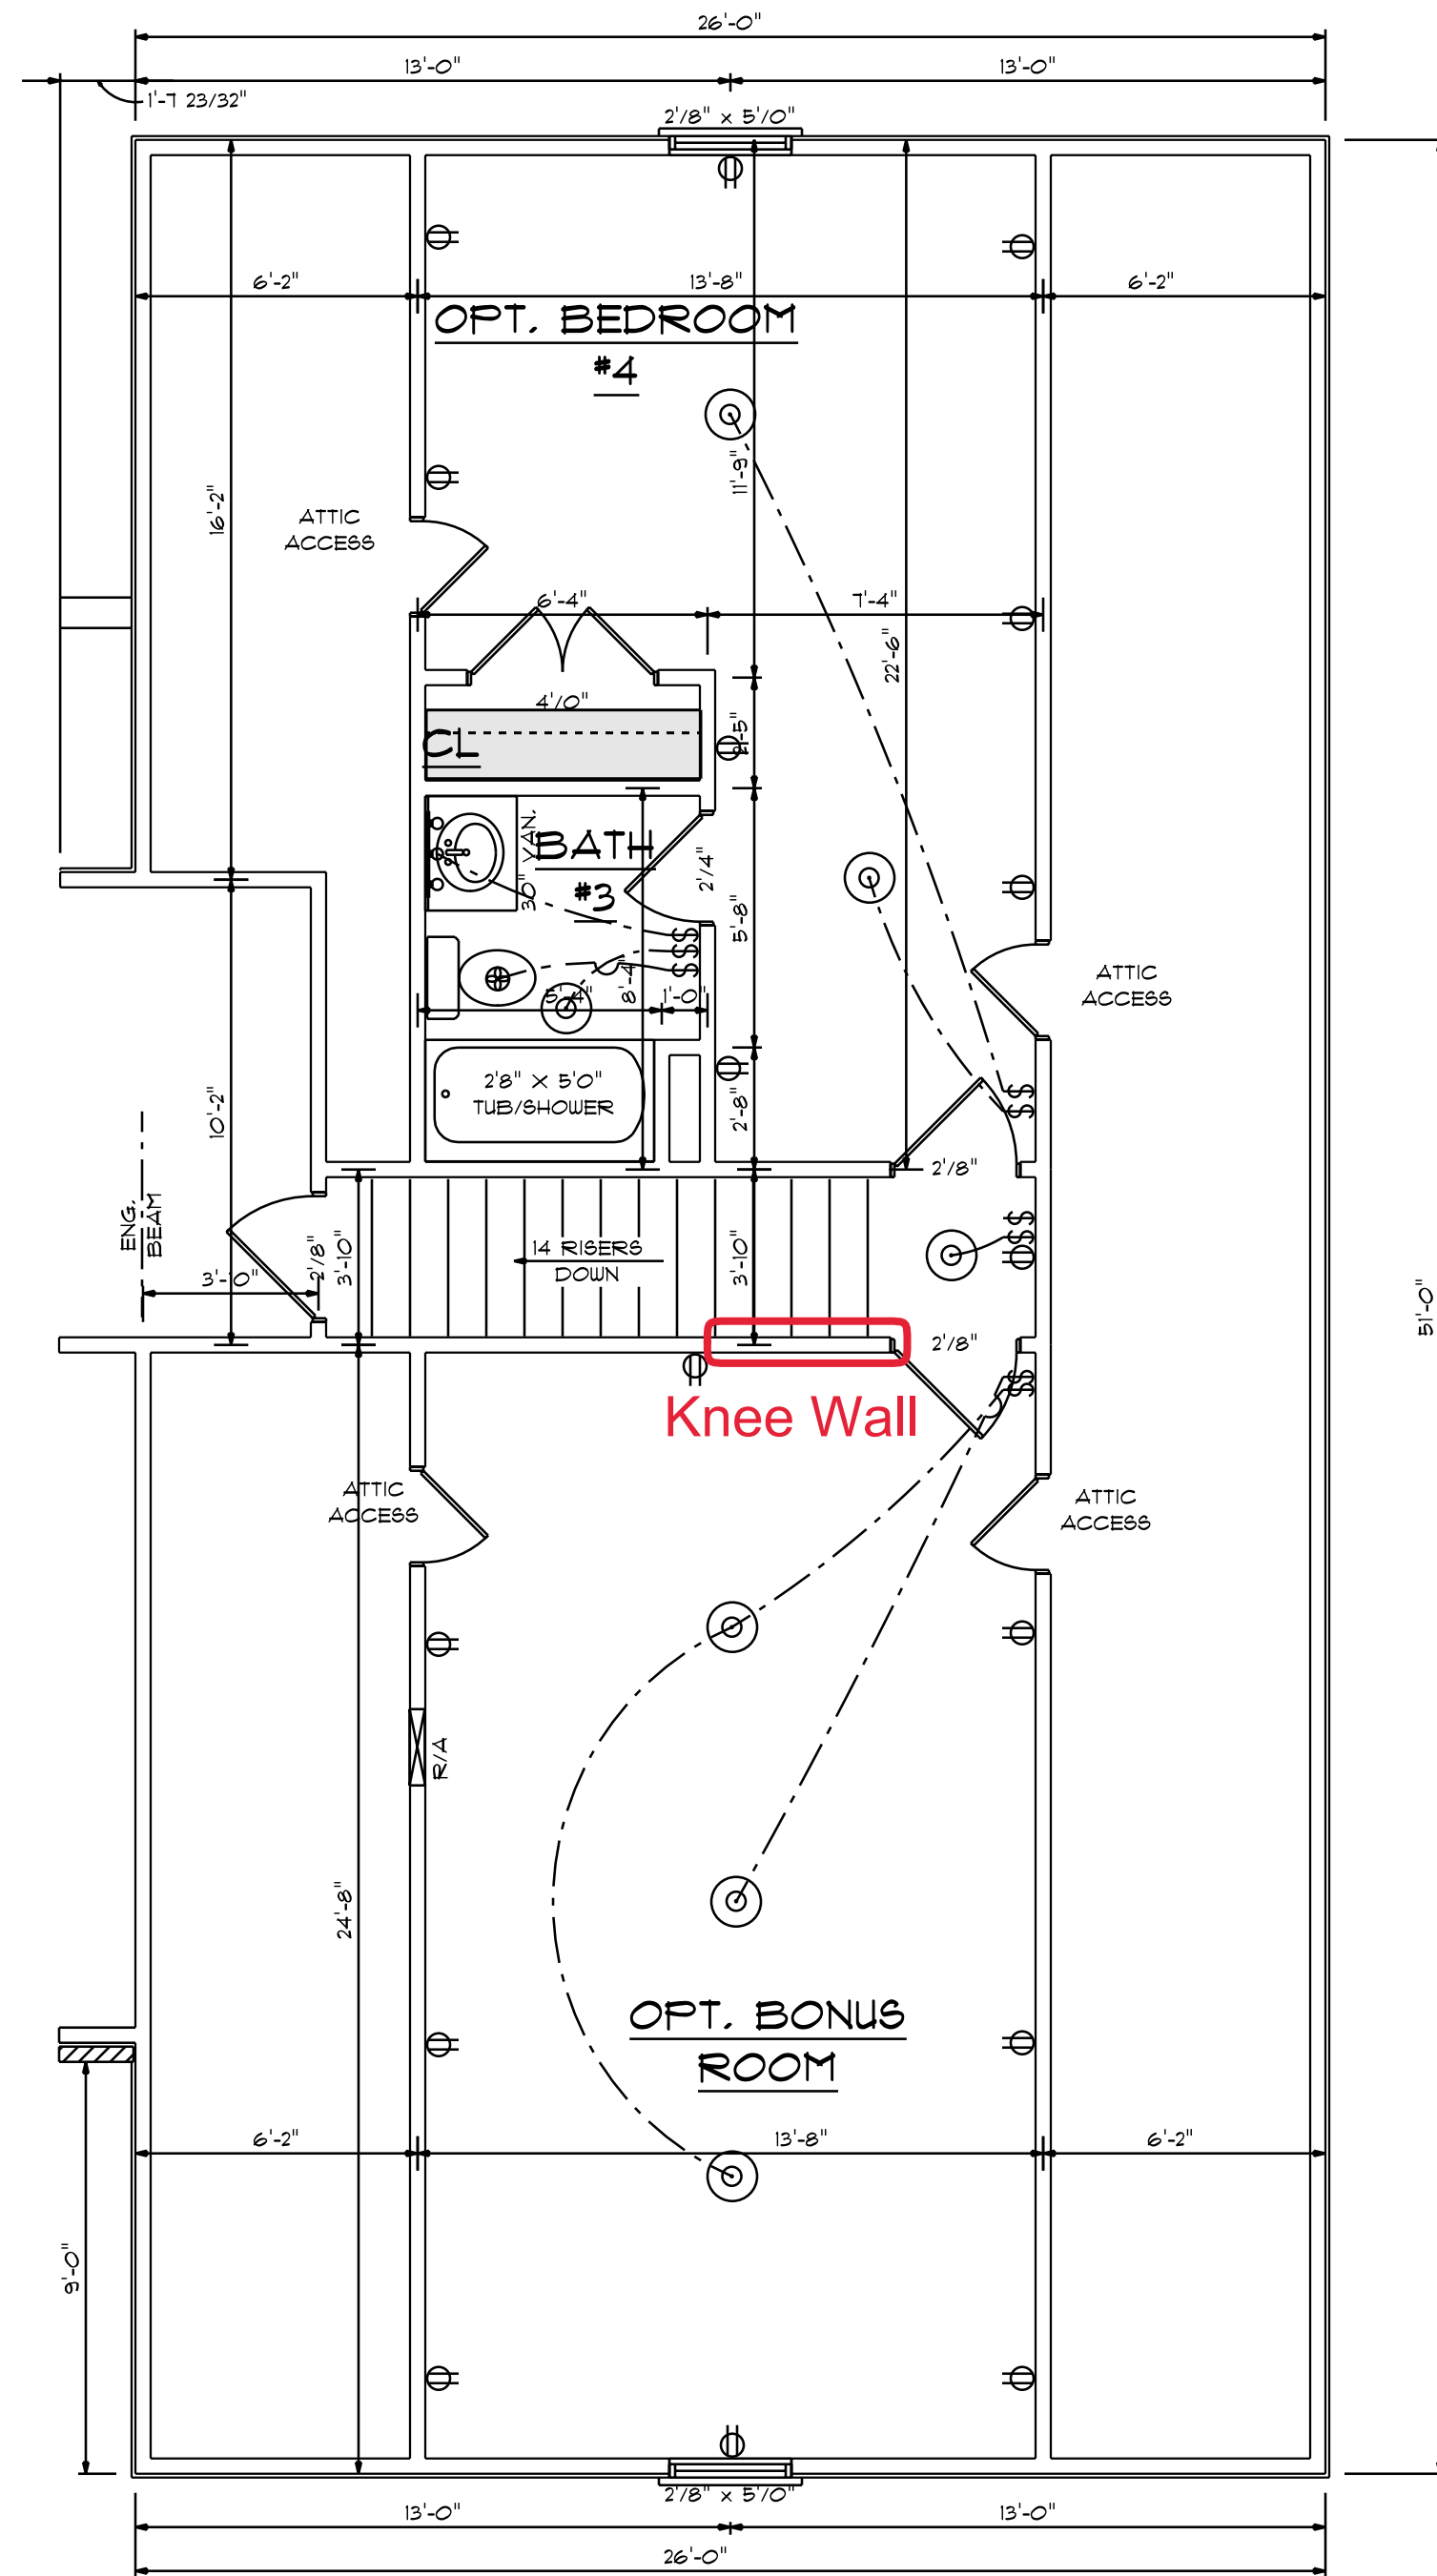 26'-0"
13'-0"
13'-0"
1'-7 23/32"
2'/8" x 5'/0"
6'-2"
13'-8"
6'-2"
OPT. BEDROOM
#4
11'-9"
16'-2"
ATTIC
ACCESS
6'-4"
7'-4"
22'-6"
4'/0"
CL
2'-5"
30" VAN.
BATH
#3
2'/4"
5'-8"
8'-4"
5'-4"
1'-0"
ATTIC
ACCESS
2'8" X 5'0"
TUB/SHOWER
2'-8"
10'-2"
2'/8"
ENG.
BEAM
3'-0"
2'/8"
3'-10"
14 RISERS
DOWN
3'-10"
51'-0"
2'/8"
Knee Wall
ATTIC
ACCESS
ATTIC
ACCESS
R/A
24'-8"
OPT. BONUS
ROOM
6'-2"
13'-8"
6'-2"
9'-0"
2'/8" x 5'/0"
13'-0"
13'-0"
26'-0"